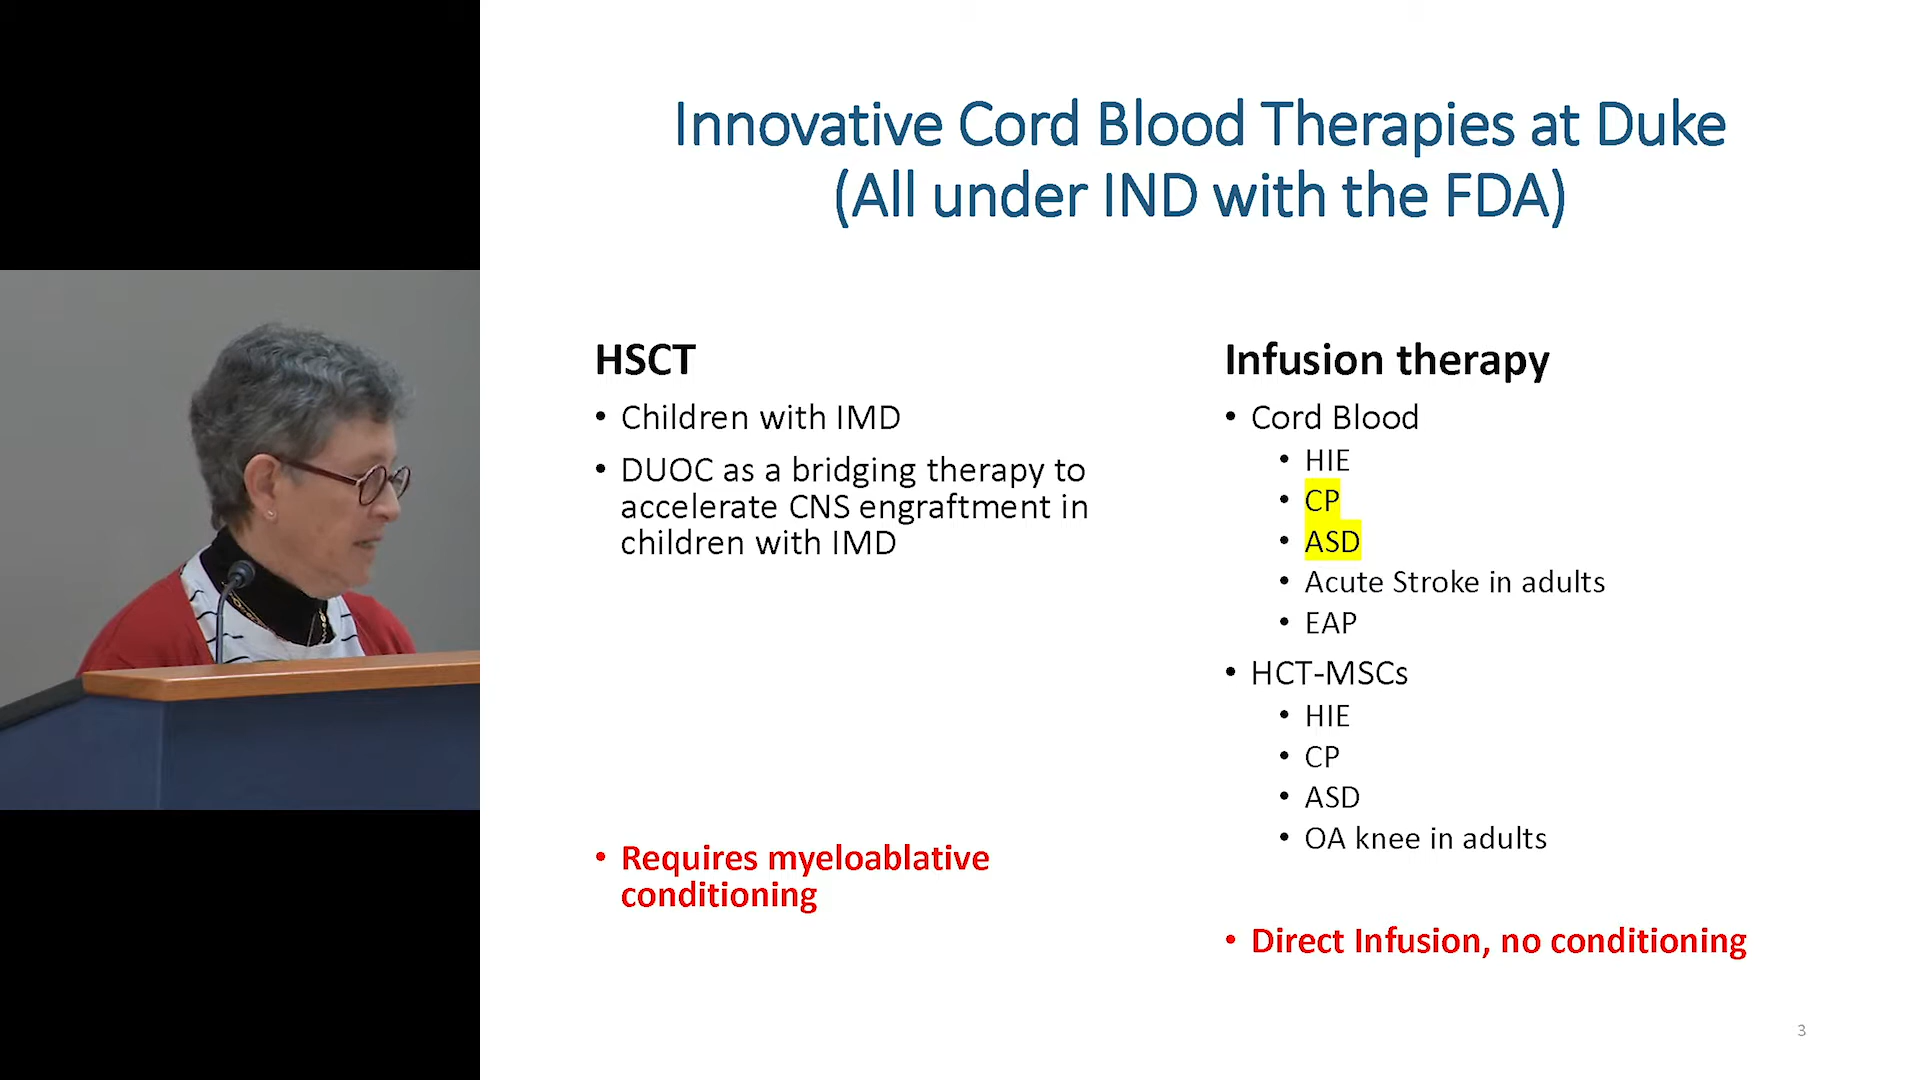 Innovative Cord Blood Therapies at Duke
(All under IND with the FDA)
HSCT
• Children with IMD
• DUOC as a bridging therapy to
accelerate CNS engraftment in
children with IMD
• Requires myeloablative
conditioning
Infusion therapy
• Cord Blood
• HIE
• CP
• ASD
• Acute Stroke in adults
• EAP
• HCT-MSCs
• HIE
• CP
• ASD
• OA knee in adults
• Direct Infusion, no conditioning
3